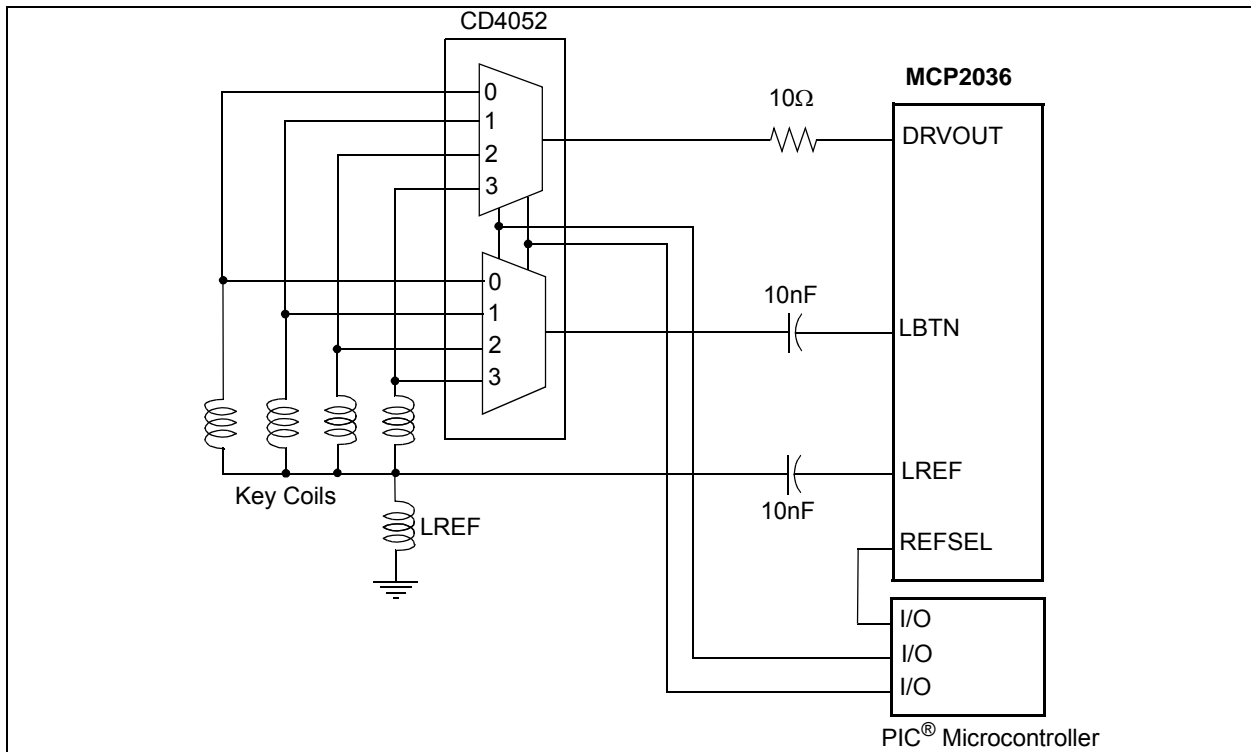 CD4052
MCP2036
0
1
2
3
10Ω
DRVOUT
0
1
2
3
10nF
LBTN
LREF
10nF
Key Coils
LREF
REFSEL
I/O
I/O
I/O
PIC® Microcontroller